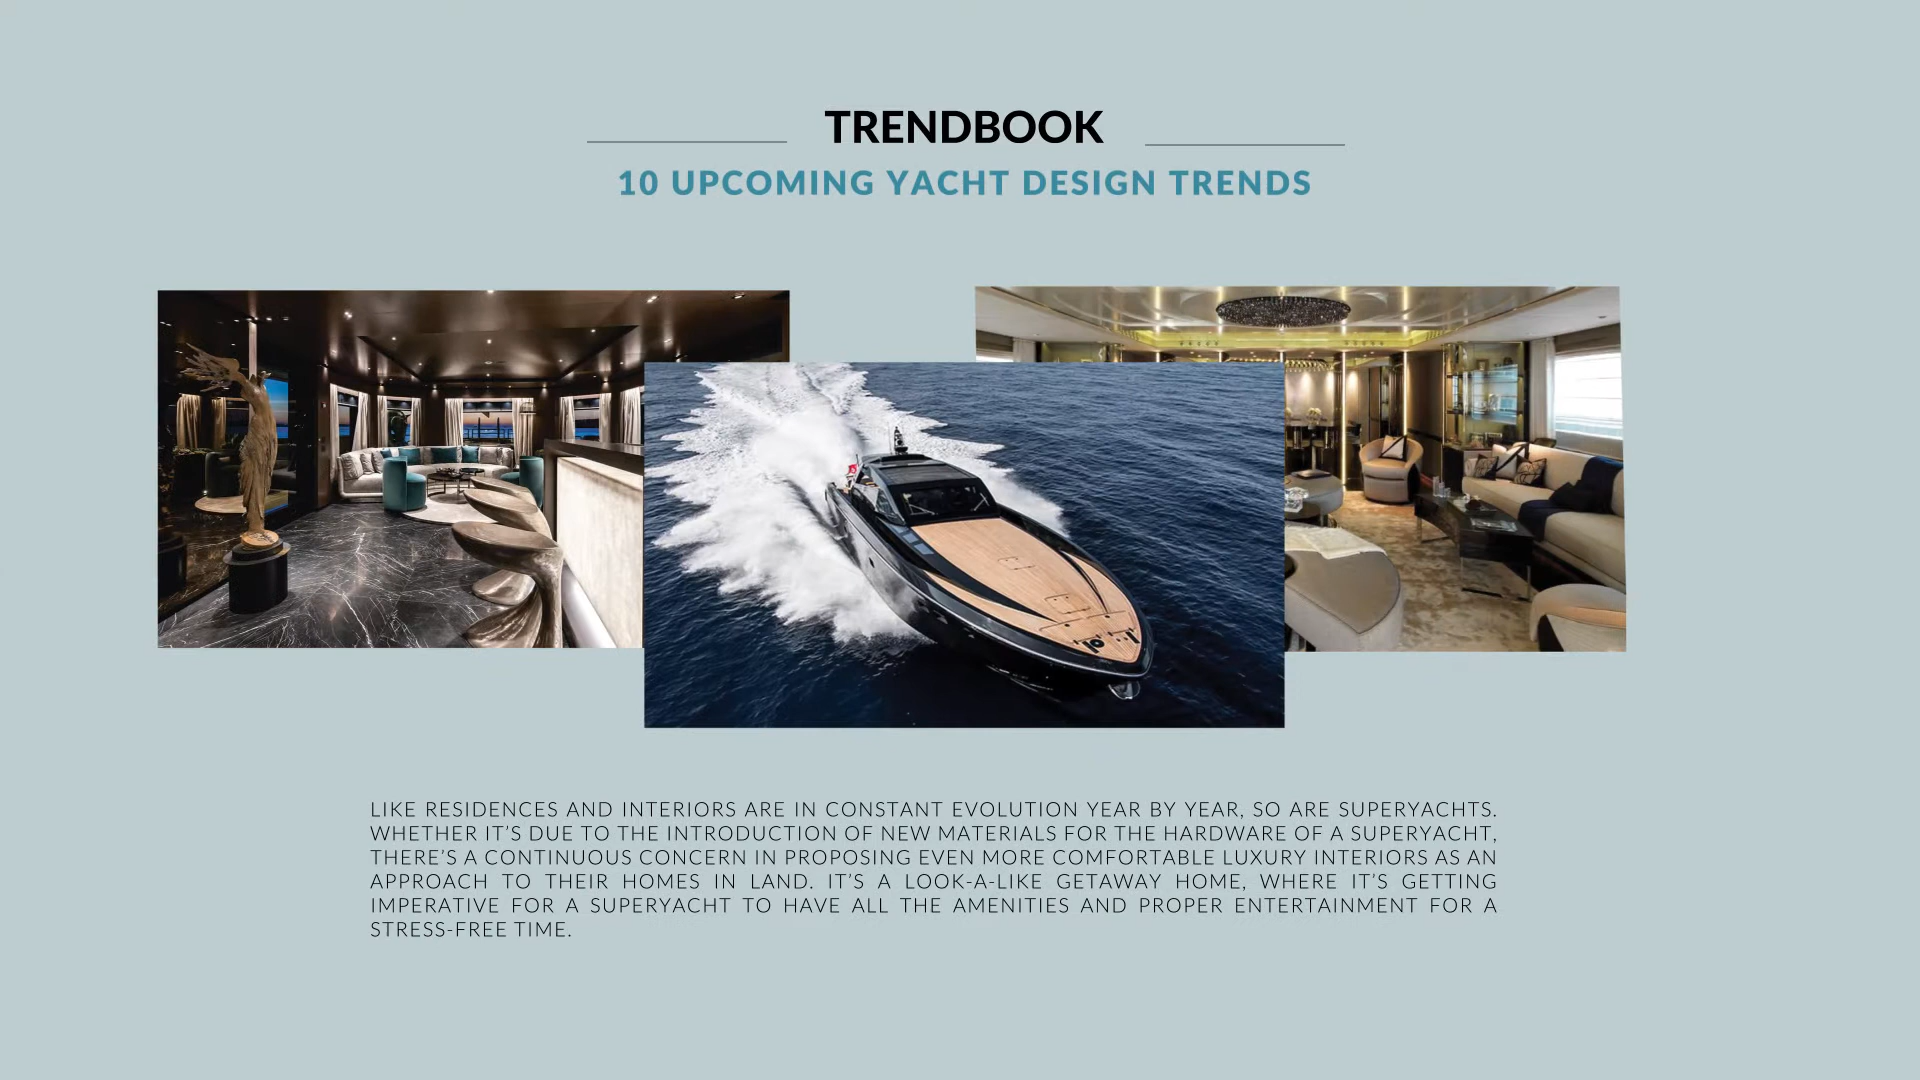 TRENDBOOK
10 UPCOMING YACHT DESIGN TRENDS
LIKE RESIDENCES AND INTERIORS ARE IN CONSTANT EVOLUTION YEAR BY YEAR, SO ARE SUPERYACHTS.
WHETHER IT’S DUE TO THE INTRODUCTION OF NEW MATERIALS FOR THE HARDWARE OF A SUPERYACHT,
THERE’S A CONTINUOUS CONCERN IN PROPOSING EVEN MORE COMFORTABLE LUXURY INTERIORS AS AN
APPROACH TO THEIR HOMES IN LAND. IT’S A LOOK-A-LIKE GETAWAY HOME, WHERE IT’S GETTING
IMPERATIVE FOR A SUPERYACHT TO HAVE ALL THE AMENITIES AND PROPER ENTERTAINMENT FOR A
STRESS-FREE TIME.